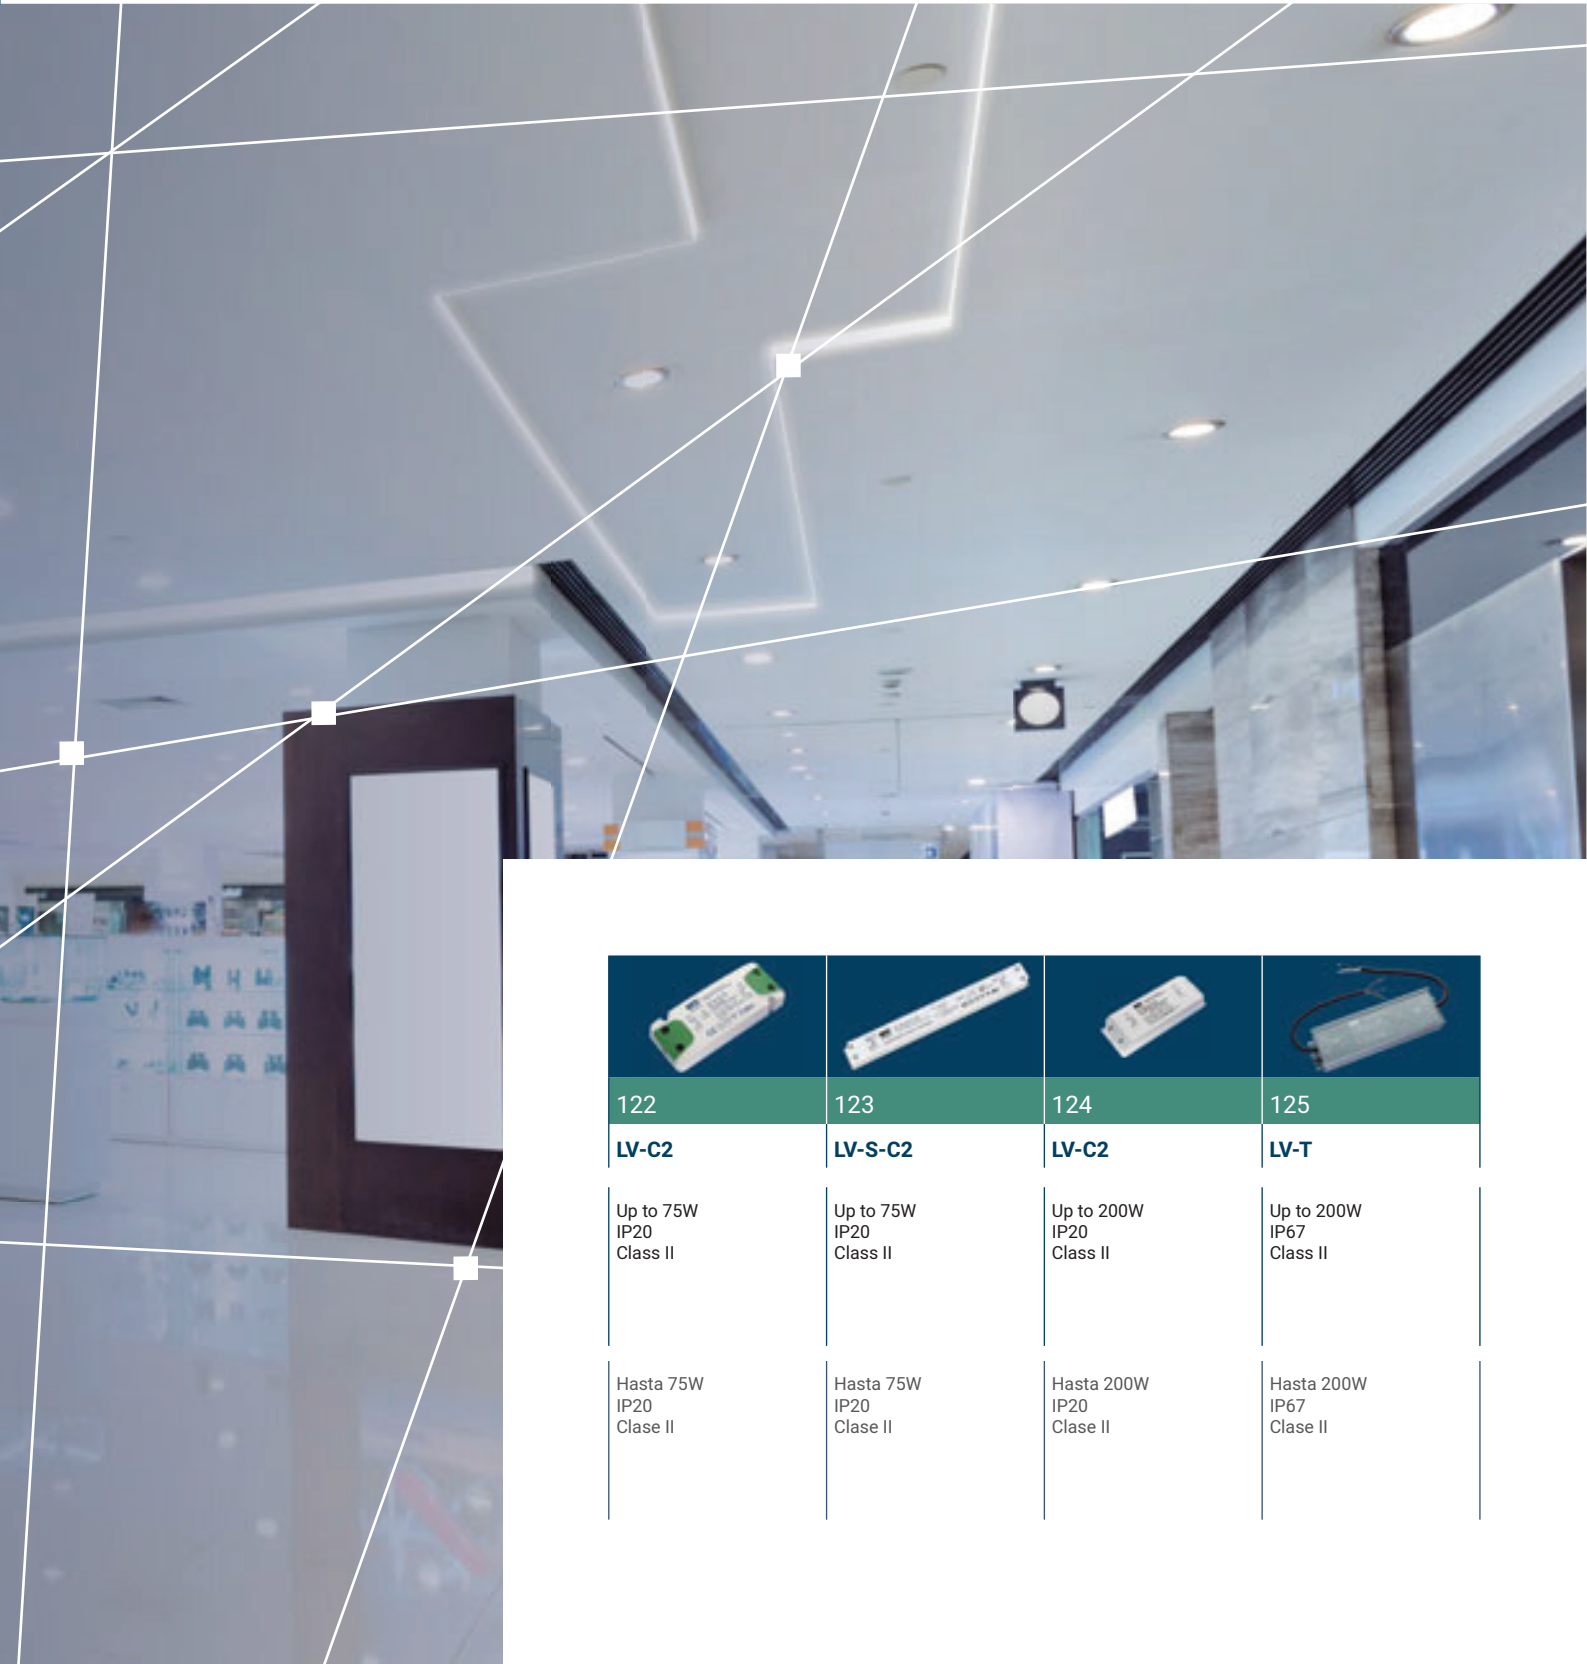 122
123
124
125
LV-C2
LV-S-C2
LV-C2
LV-T
Up to 75W
IP20
Class II
Up to 75W
IP20
Class II
Up to 200W
IP20
Class II
Up to 200W
IP67
Class II
Hasta 75W
IP20
Clase II
Hasta 75W
IP20
Clase II
Hasta 200W
IP20
Clase II
Hasta 200W
IP67
Clase II